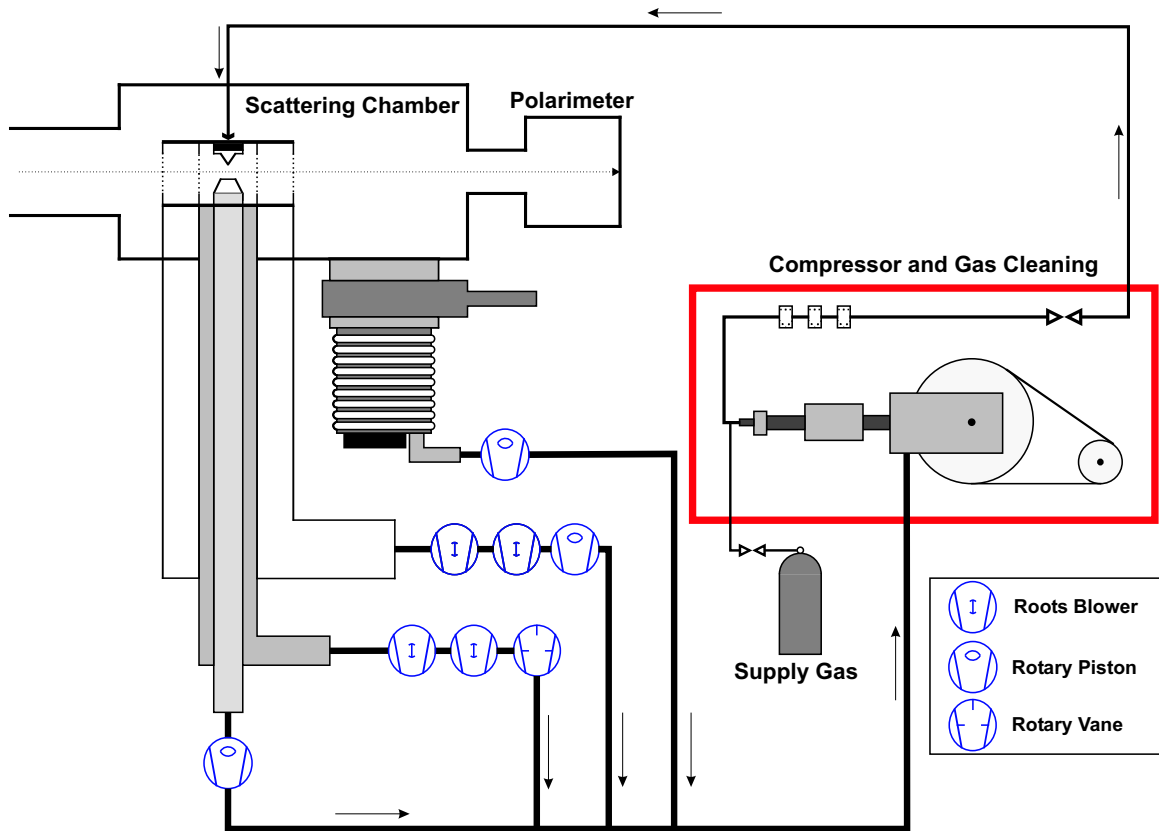 Scattering Chamber
Polarimeter
Compressor and Gas Cleaning
Supply Gas
Roots Blower
Rotary Piston
Rotary Vane